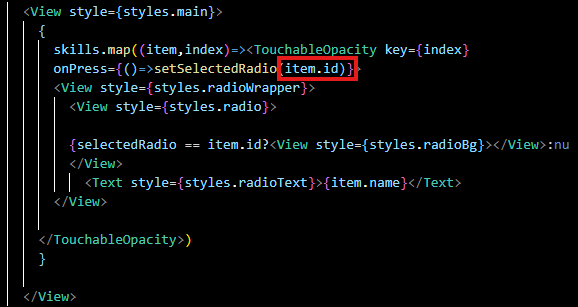 <View style={styles.main}>
{
skills.map((item,index)=><TouchableOpacity key={index}
onPress={()=>setSelectedRadio(item.id)}>
<View style={styles.radioWrapper}>
<View style={styles.radio}>
{selectedRadio == item.id?<View style={styles.radioBg}></View>:nu
</View>
<Text style={styles.radioText}>{item.name}</Text>
</View>
</TouchableOpacity>)
}
</View>